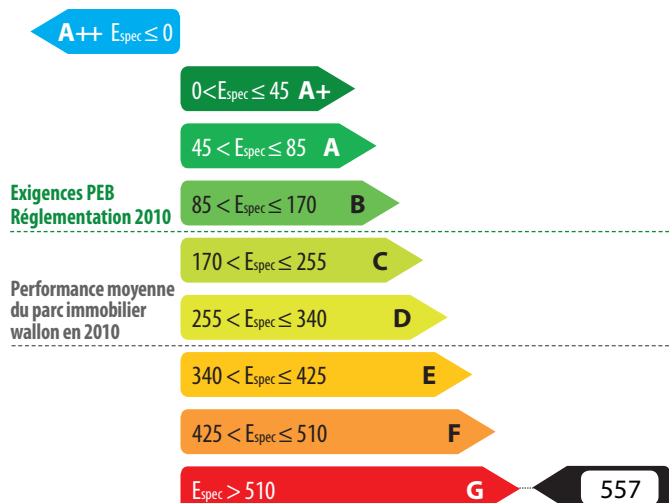 A++ Espec ≤ 0
0<Espec ≤ 45 A+
45 < Espec ≤ 85 A
Exigences PEB
Réglementation 2010
85 < Espec ≤ 170 B
170 < Espec ≤ 255 C
Performance moyenne
du parc immobilier
wallon en 2010
255 < Espec ≤ 340 D
340 < Espec ≤ 425 E
425 < Espec ≤ 510 F
Espec > 510 G 557